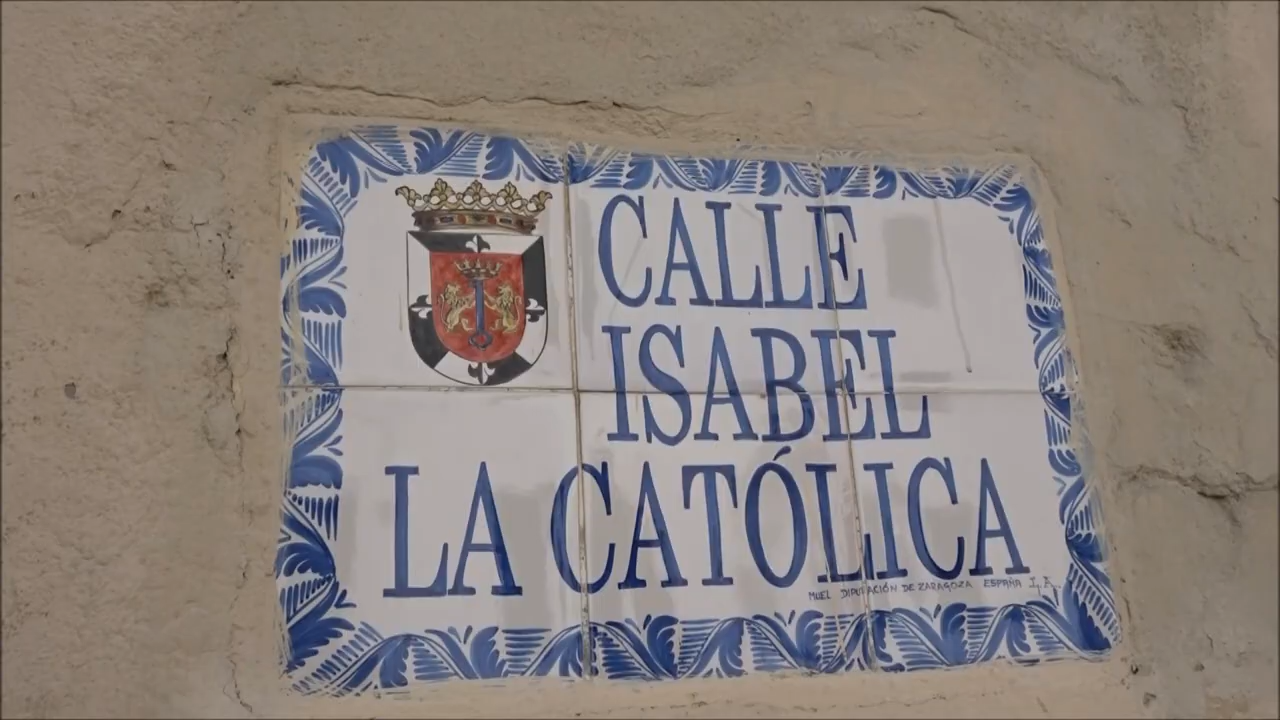 CALLE
ISABEL
LA CATÓLICA
MUEL DIPUTACIÓN DE ZARAGOZA ESPAÑA L.A.